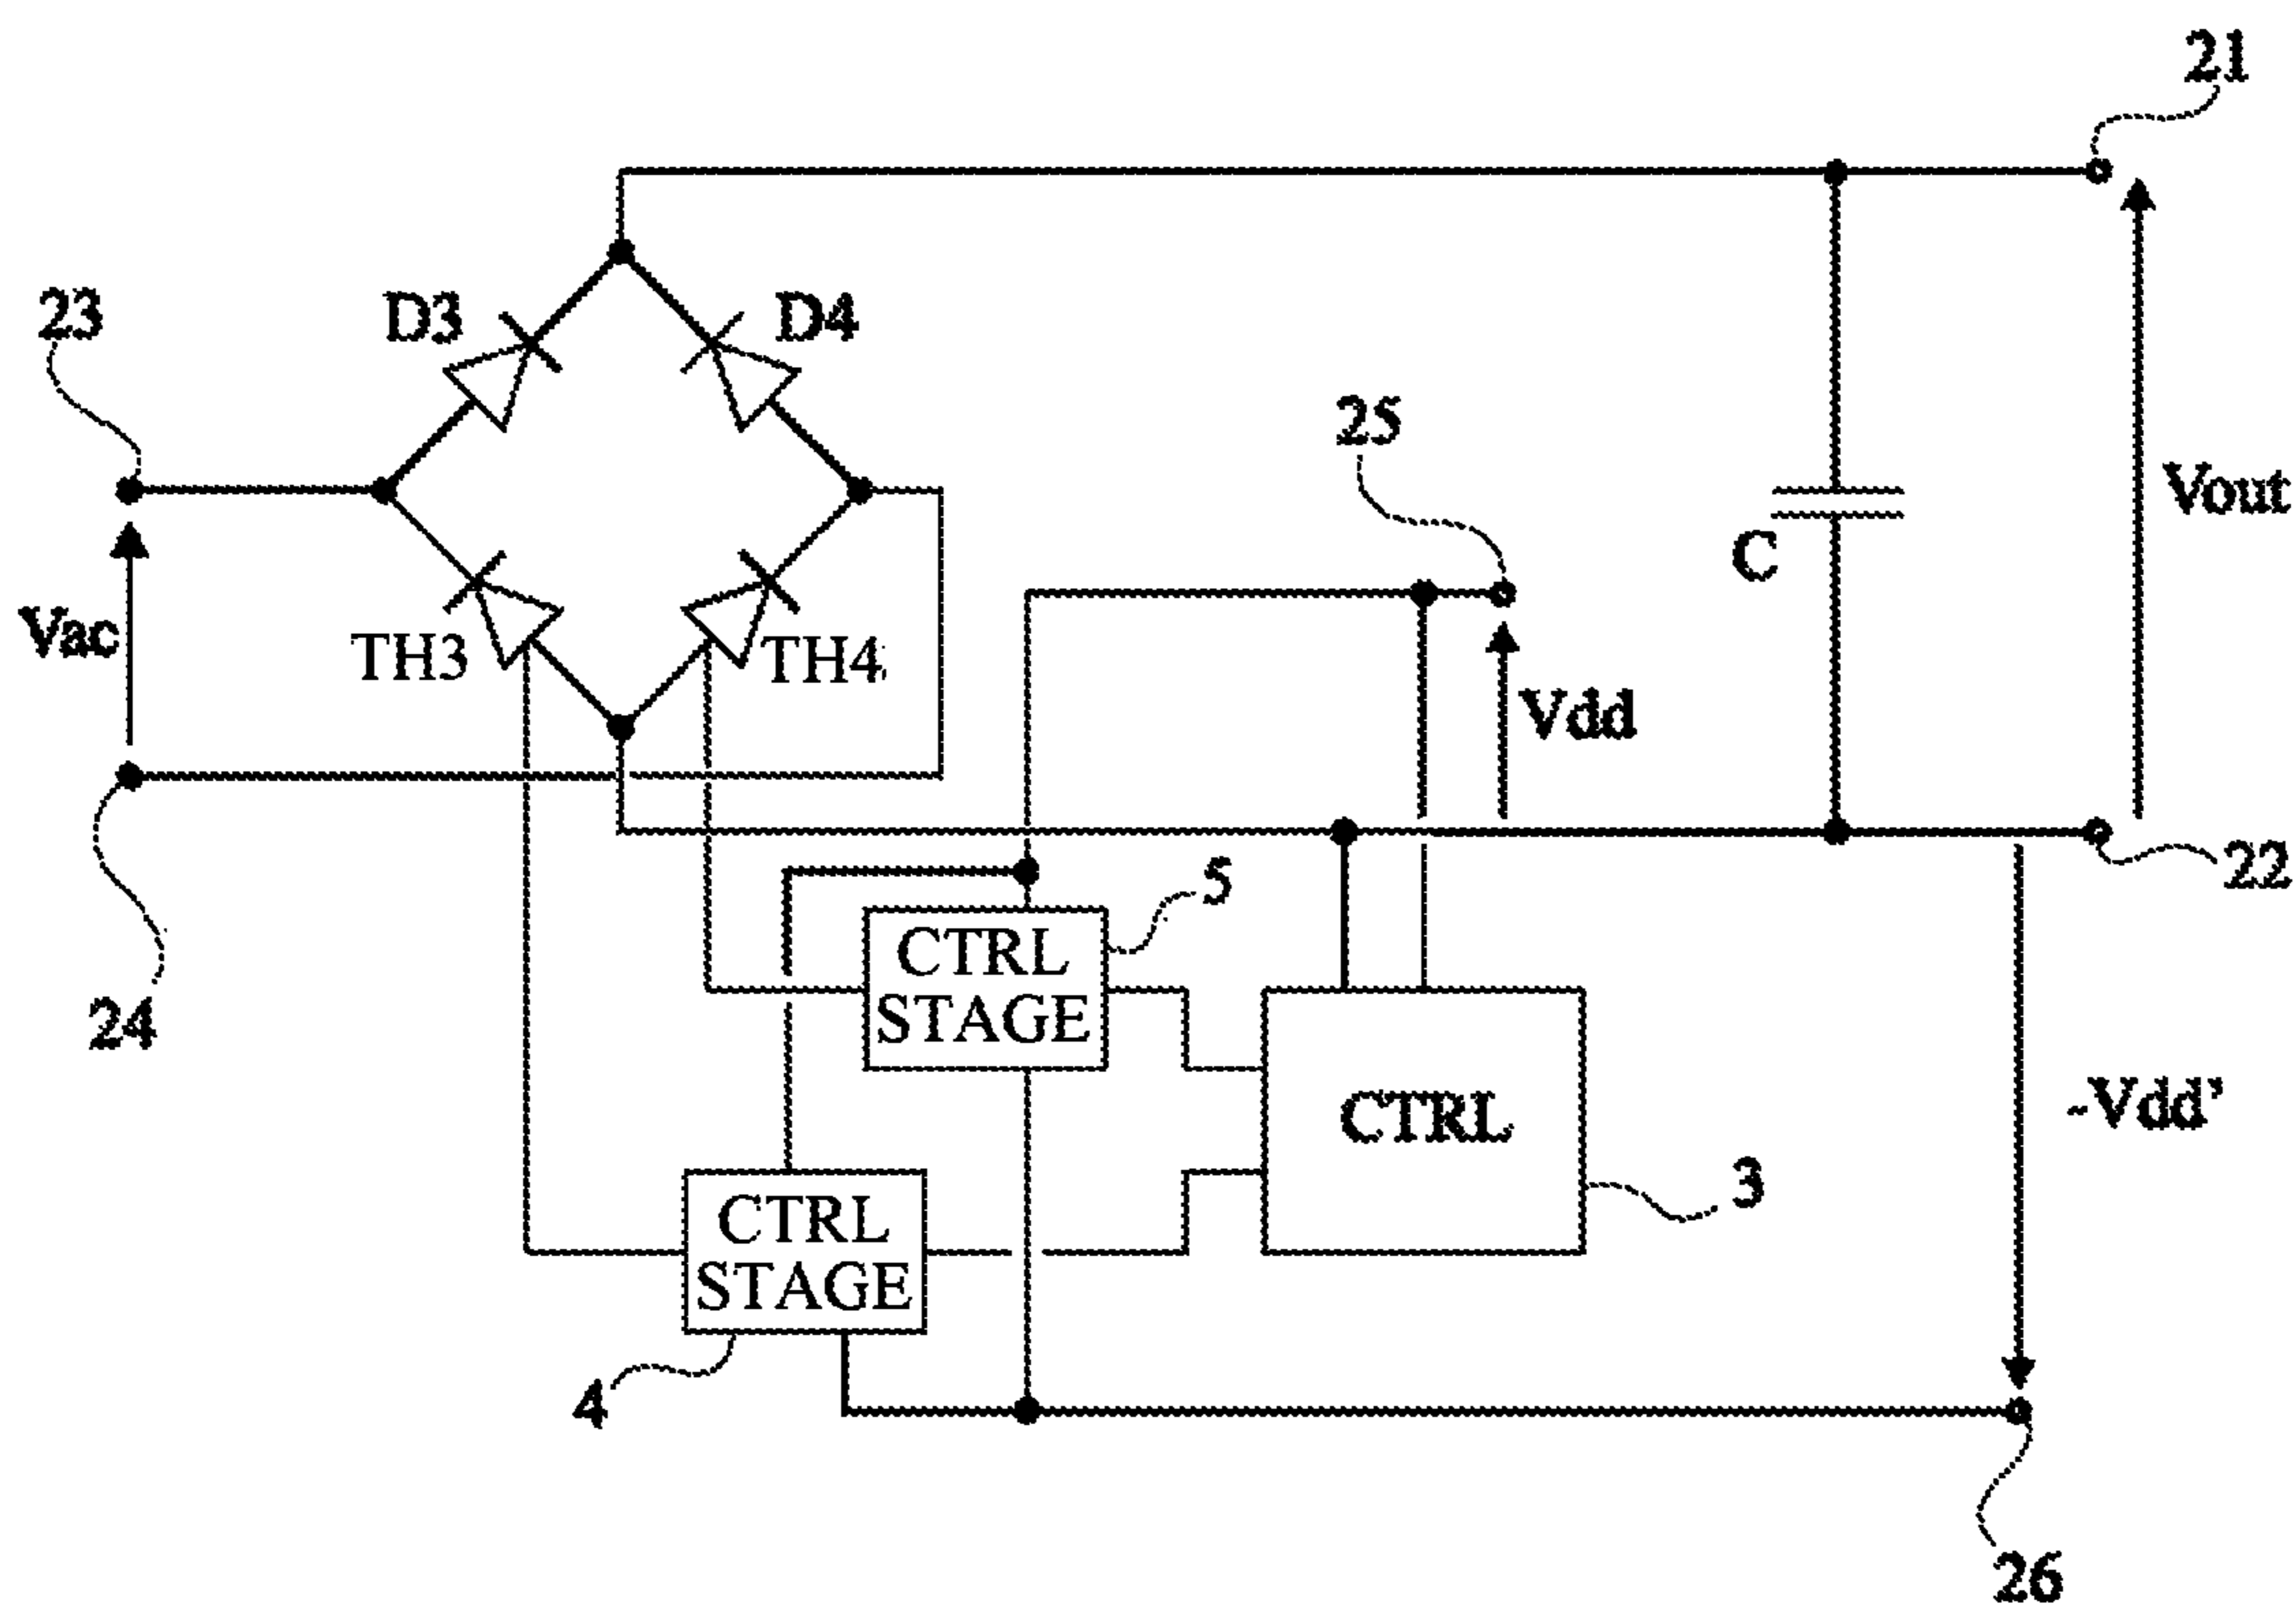 21
23
D3
D4
25
Vout
C
Vac
TH3
TH4
Vdd
5
22
CTRL
STAGE
24
CTRL
-Vdd'
3
CTRL
STAGE
4
26